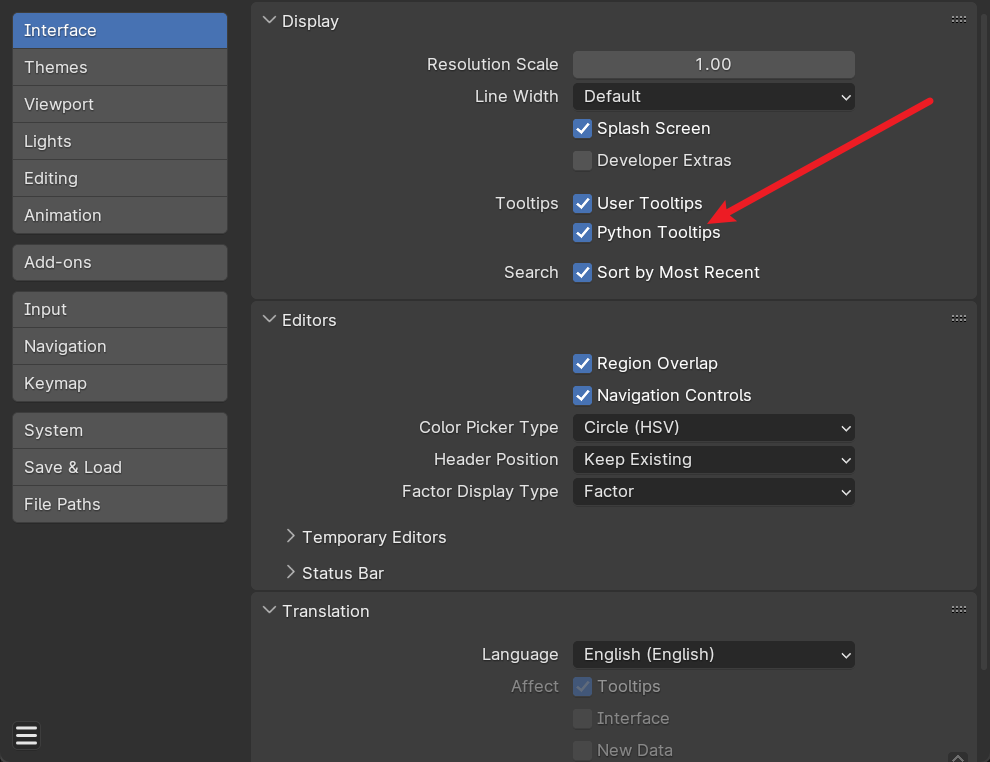 Interface
Themes
Viewport
Lights
Editing
Animation
Add-ons
Input
Navigation
Keymap
System
Save & Load
File Paths
Display
Resolution Scale 1.00
Line Width Default
Splash Screen
Developer Extras
Tooltips User Tooltips
Python Tooltips
Search Sort by Most Recent
Editors
Region Overlap
Navigation Controls
Color Picker Type Circle (HSV)
Header Position Keep Existing
Factor Display Type Factor
Temporary Editors
Status Bar
Translation
Language English (English)
Affect Tooltips
Interface
New Data